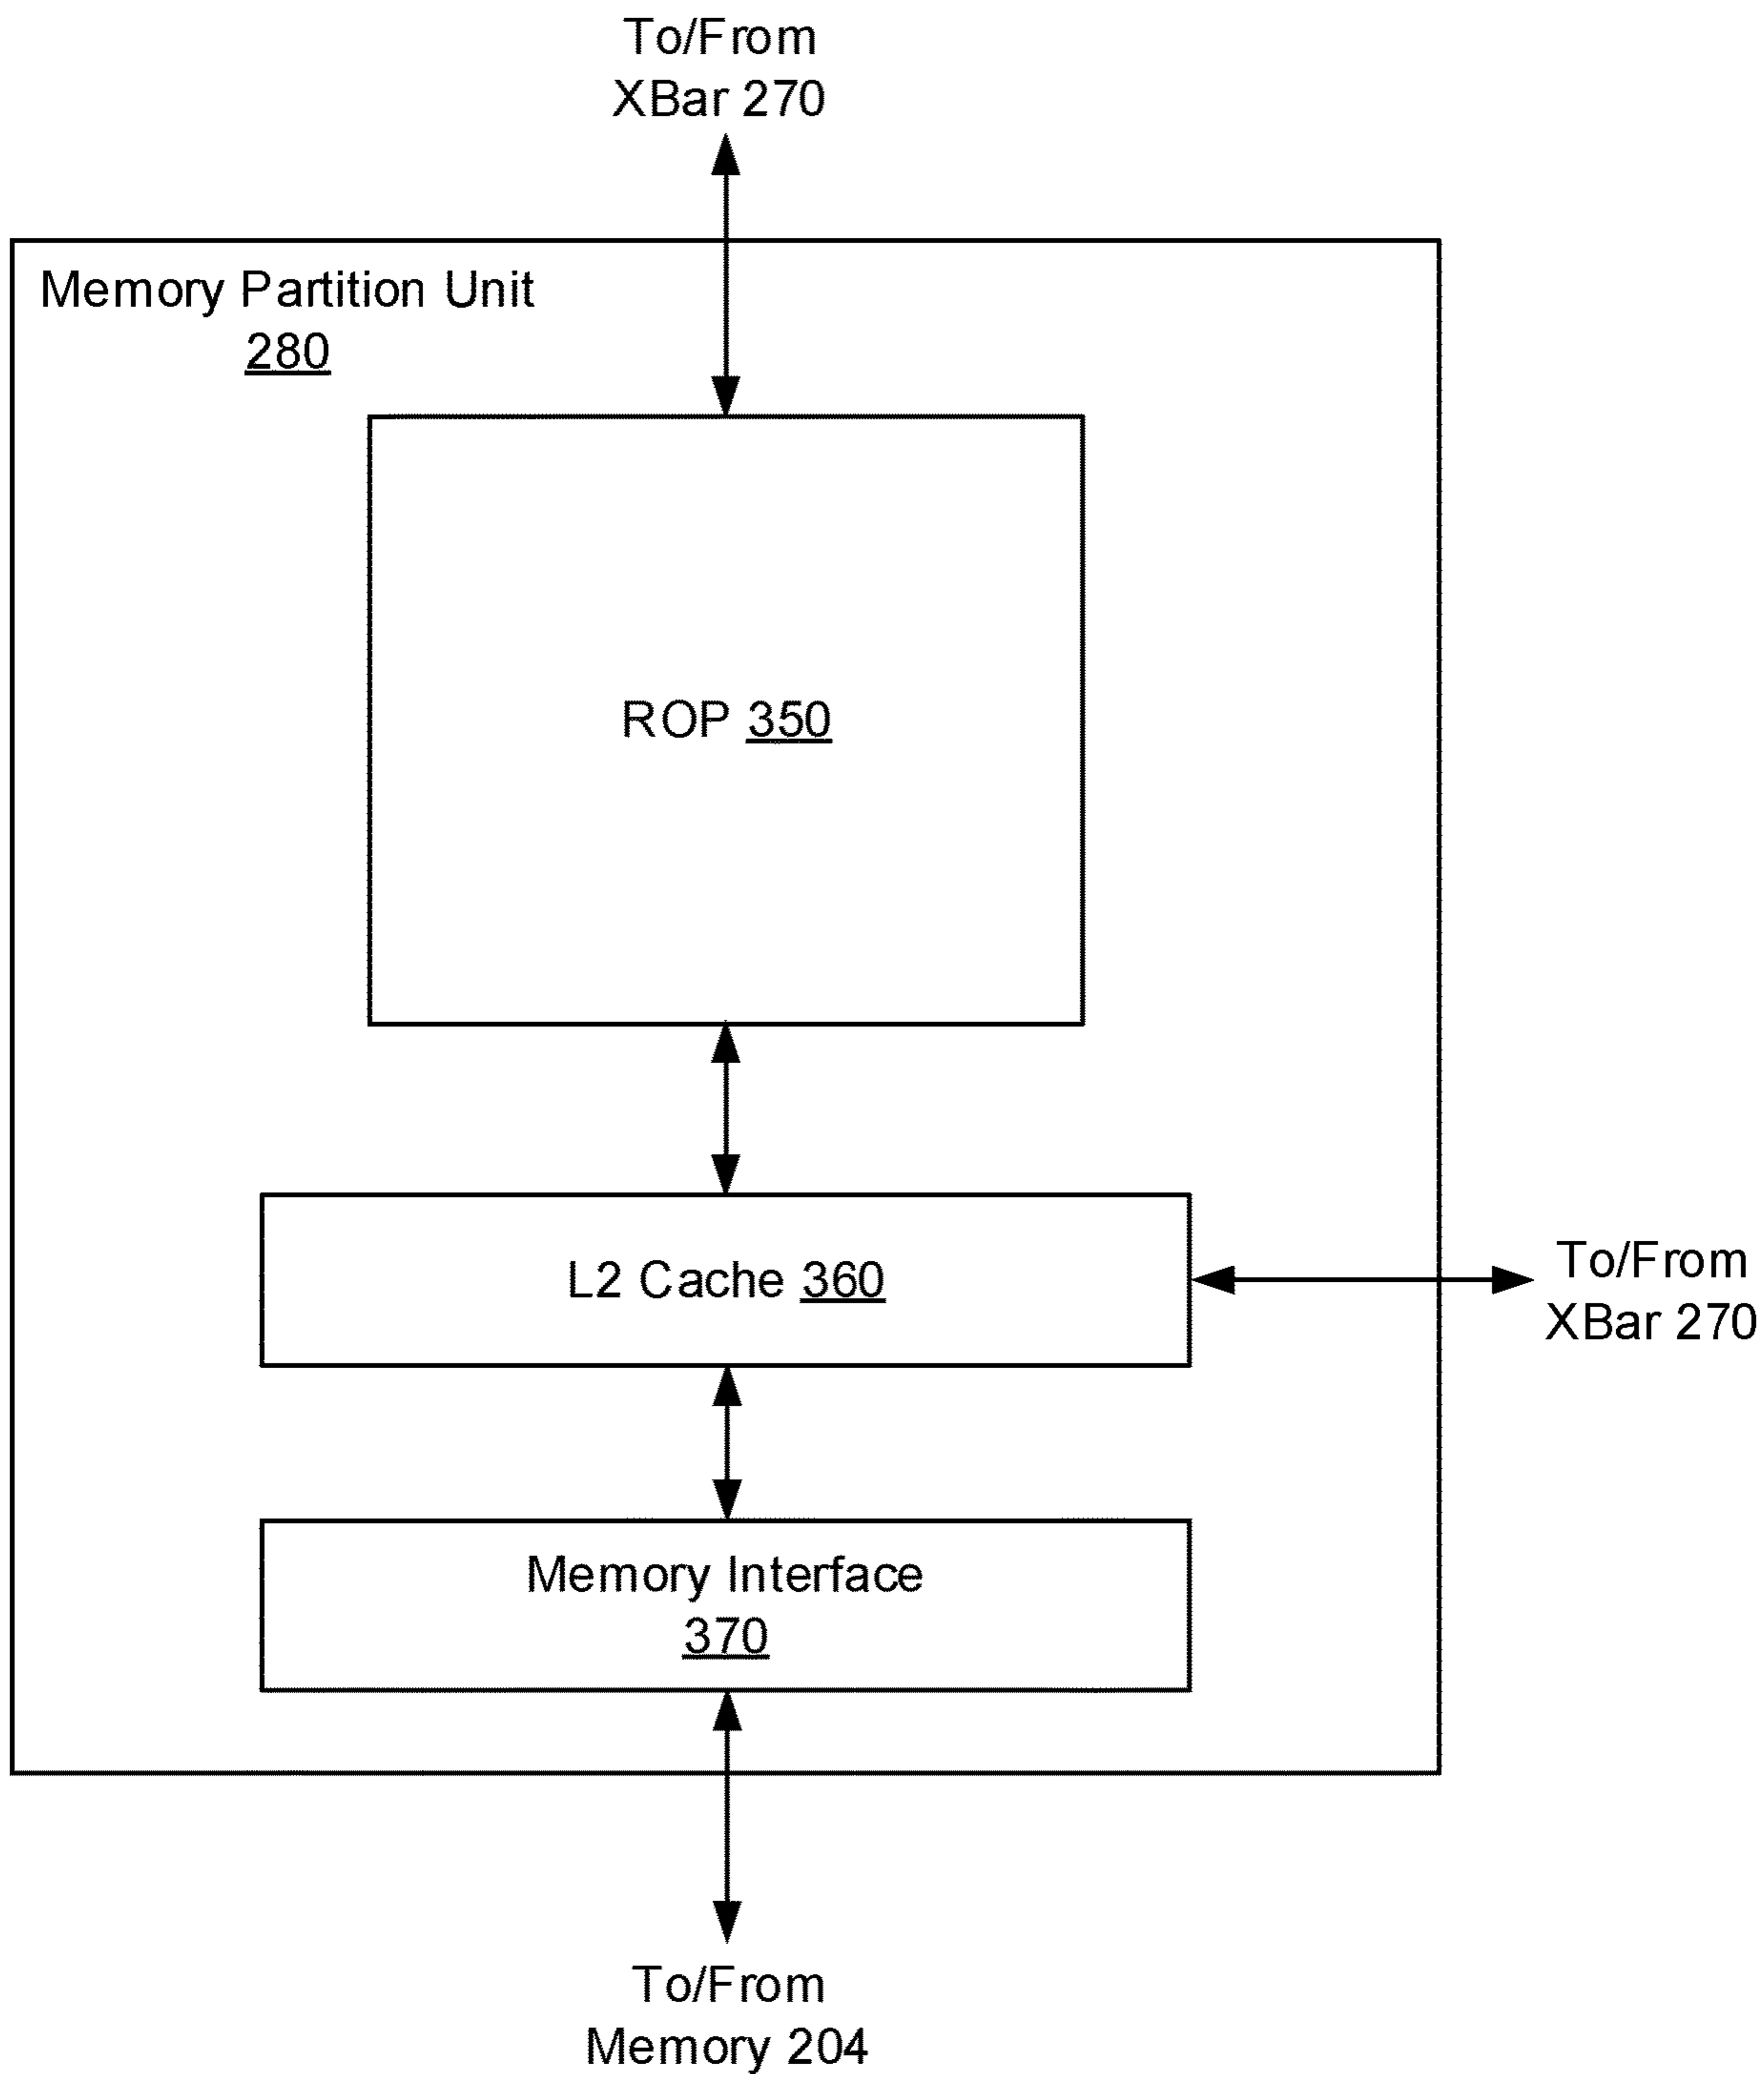 To/From
XBar 270
Memory Partition Unit
280
ROP 350
L2 Cache 360
To/From
XBar 270
Memory Interface
370
To/From
Memory 204